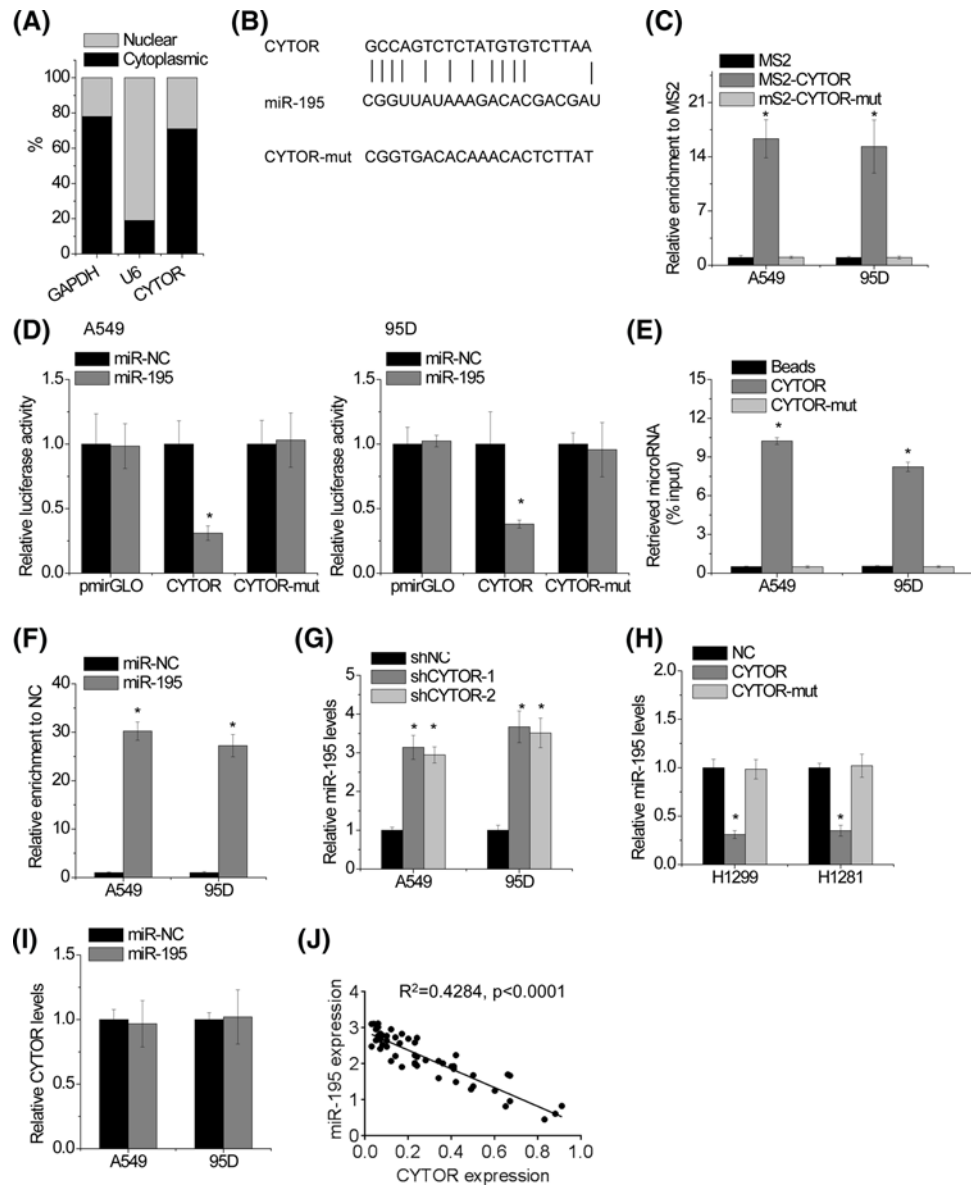 (A)
Nuclear
Cytoplasmic
100
80
60
40
20
0
%
GAPDH
U6
CYTOR
(B)
CYTOR GCCAGTCTCTATGTGTCTTAA
miR-195 CGGUUAUAAAGACACGACGAU
CYTOR-mut CGGTGACACAAACACTCTTAT
(C)
MS2
MS2-CYTOR
mS2-CYTOR-mut
Relative enrichment to MS2
21
14
7
0
*
*
A549
95D
(D)
A549
miR-NC
miR-195
Relative luciferase activity
1.5
1.0
0.5
0.0
*
pmirGLO
CYTOR
CYTOR-mut
95D
miR-NC
miR-195
Relative luciferase activity
1.5
1.0
0.5
0.0
*
pmirGLO
CYTOR
CYTOR-mut
(E)
Beads
CYTOR
CYTOR-mut
Retrieved microRNA
(% input)
15
10
5
0
*
*
A549
95D
(F)
miR-NC
miR-195
Relative enrichment to NC
40
30
20
10
0
*
*
A549
95D
(G)
shNC
shCYTOR-1
shCYTOR-2
Relative miR-195 levels
5
4
3
2
1
0
* *
* *
A549
95D
(H)
NC
CYTOR
CYTOR-mut
Relative miR-195 levels
2.0
1.5
1.0
0.5
0.0
*
*
H1299
H1281
(I)
miR-NC
miR-195
Relative CYTOR levels
1.5
1.0
0.5
0.0
A549
95D
(J)
R2=0.4284, p<0.0001
miR-195 expression
4
3
2
1
0
0.0 0.2 0.4 0.6 0.8 1.0
CYTOR expression